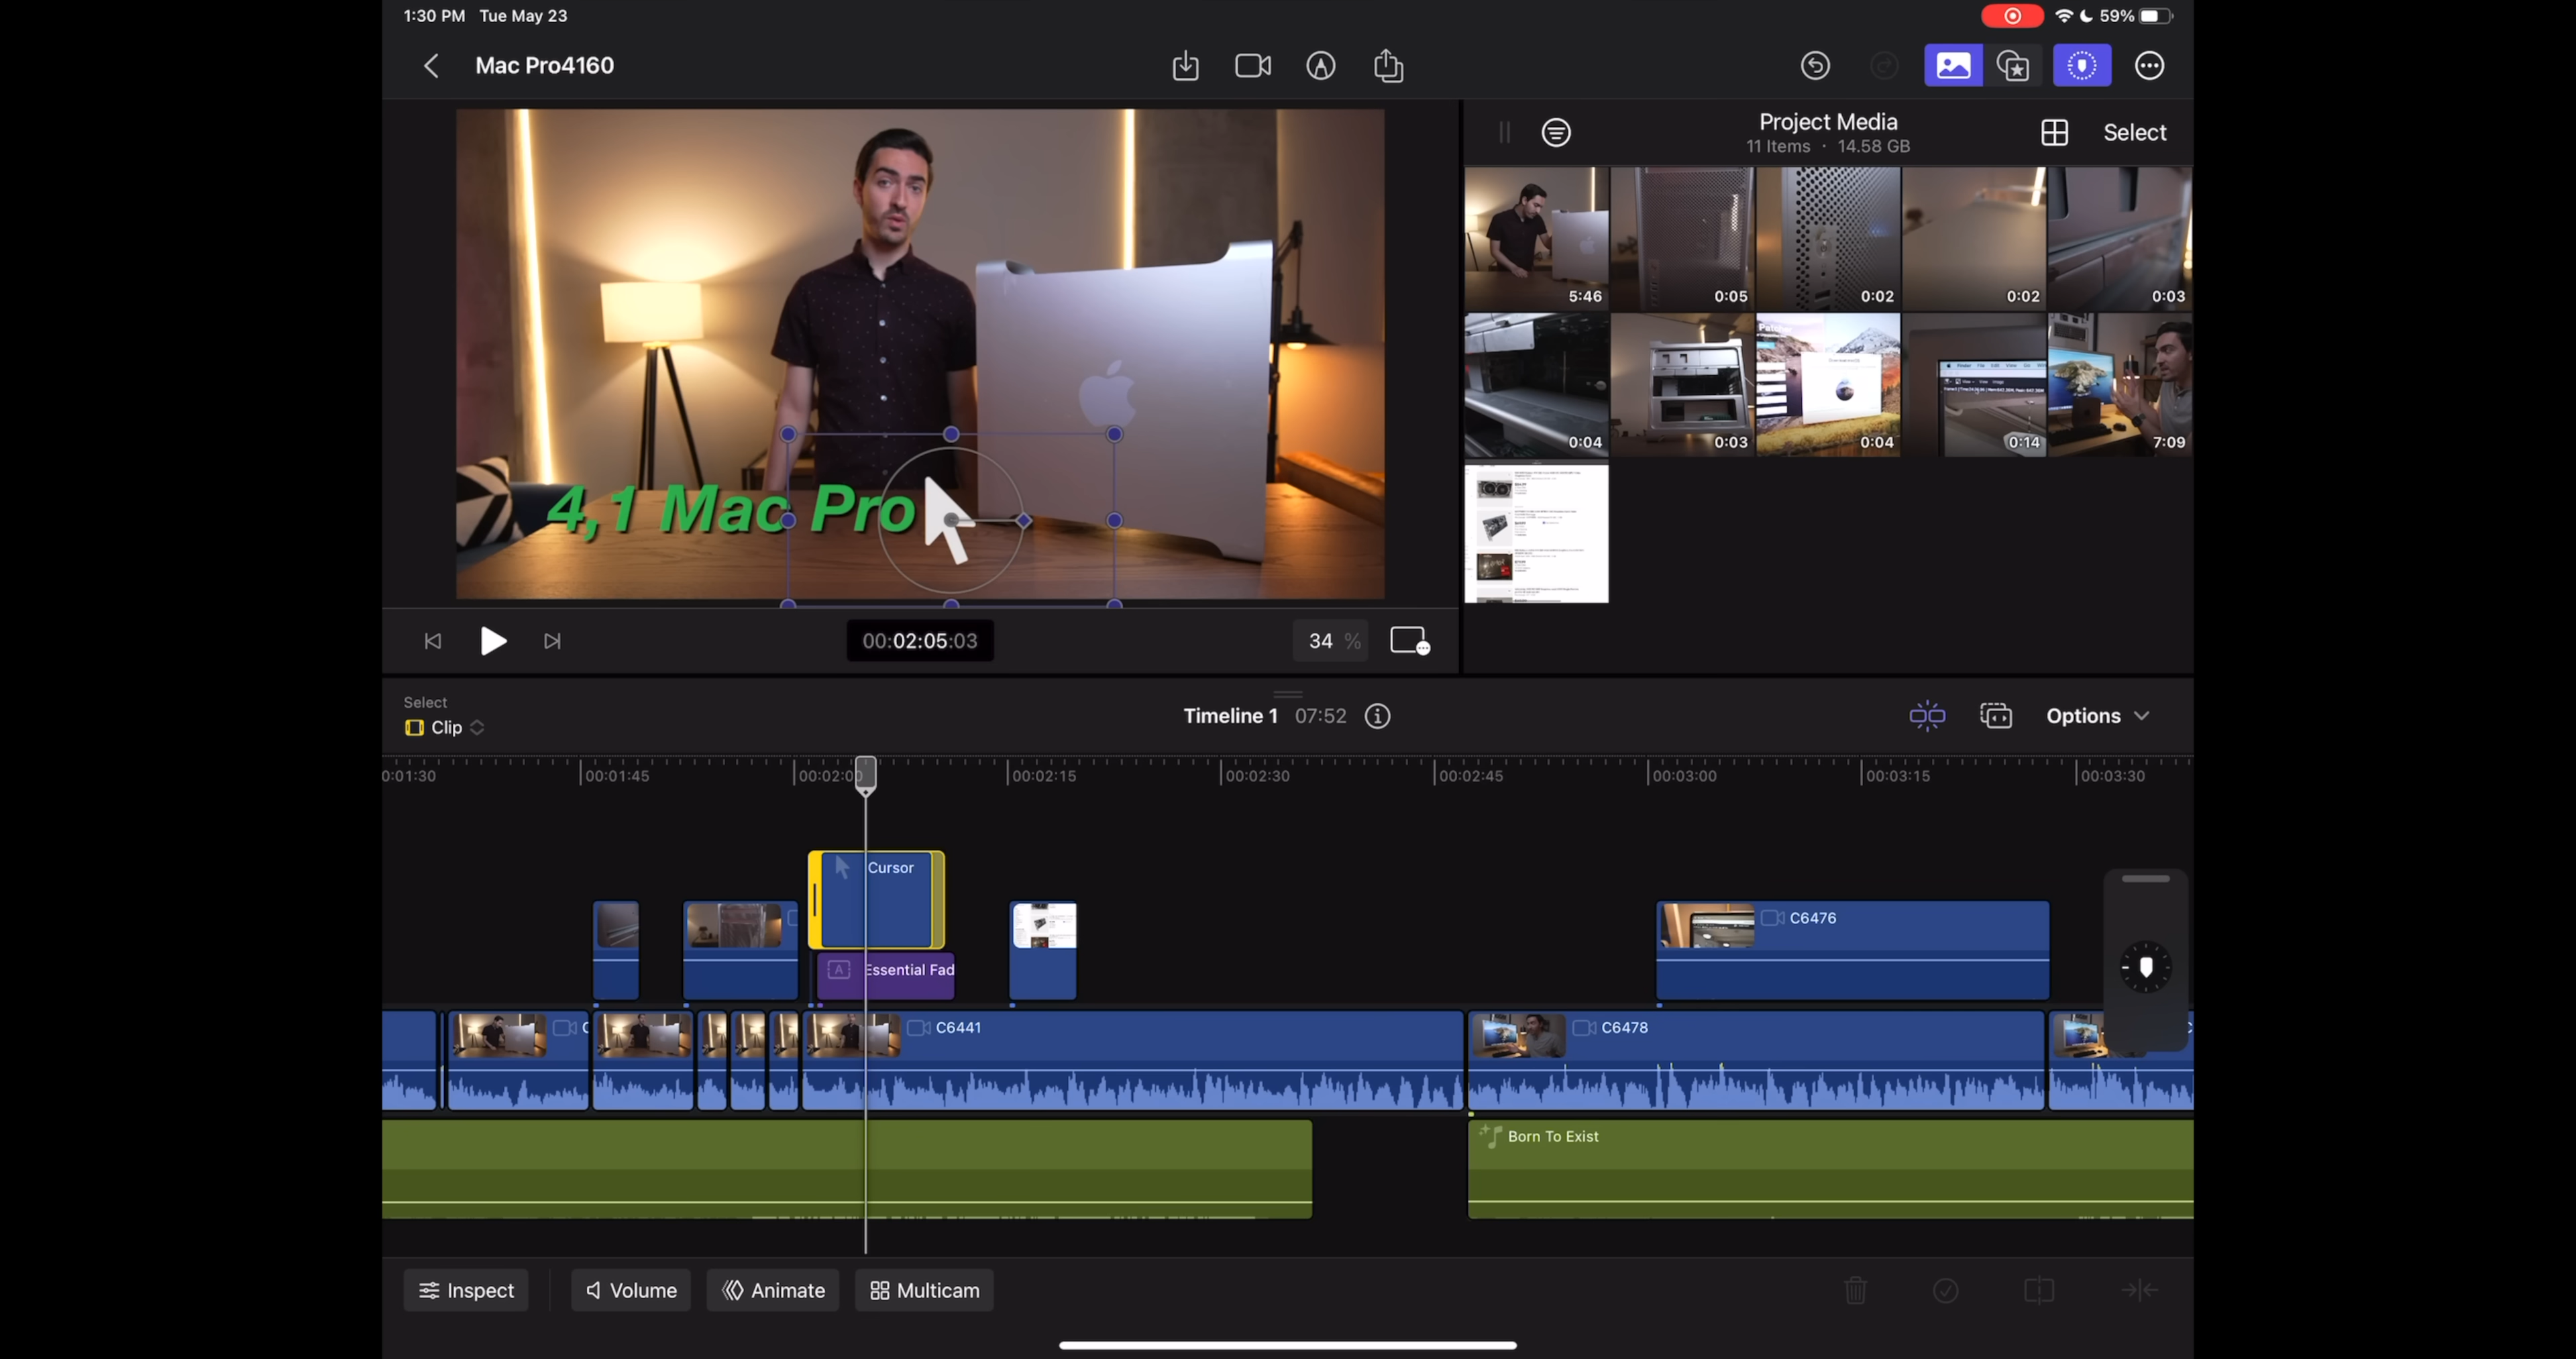 1:30 PM Tue May 23
59%
Mac Pro4160
4,1 Mac Pro
Project Media
11 Items · 14.58 GB
Select
5:46
0:05
0:02
0:02
0:03
0:04
0:03
0:04
0:14
7:09
00:02:05:03
34 %
Select
Clip
Timeline 1 07:52
Options
0:01:30
00:01:45
00:02:00
00:02:15
00:02:30
00:02:45
00:03:00
00:03:15
00:03:30
Cursor
C6476
Essential Fad
C6441
C6478
Born To Exist
Inspect
Volume
Animate
Multicam